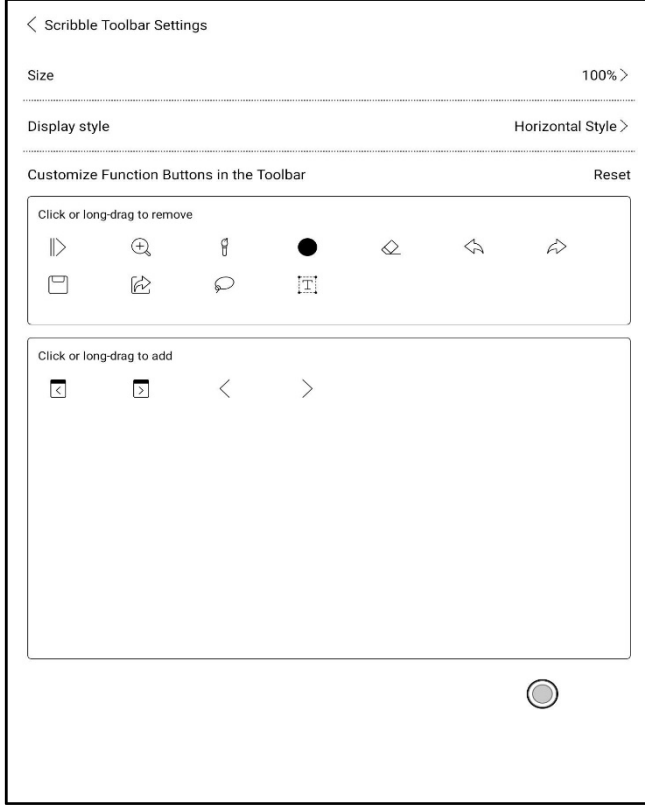 Scribble Toolbar Settings
Size 100%
Display style Horizontal Style
Customize Function Buttons in the Toolbar Reset
Click or long-drag to remove
T
Click or long-drag to add